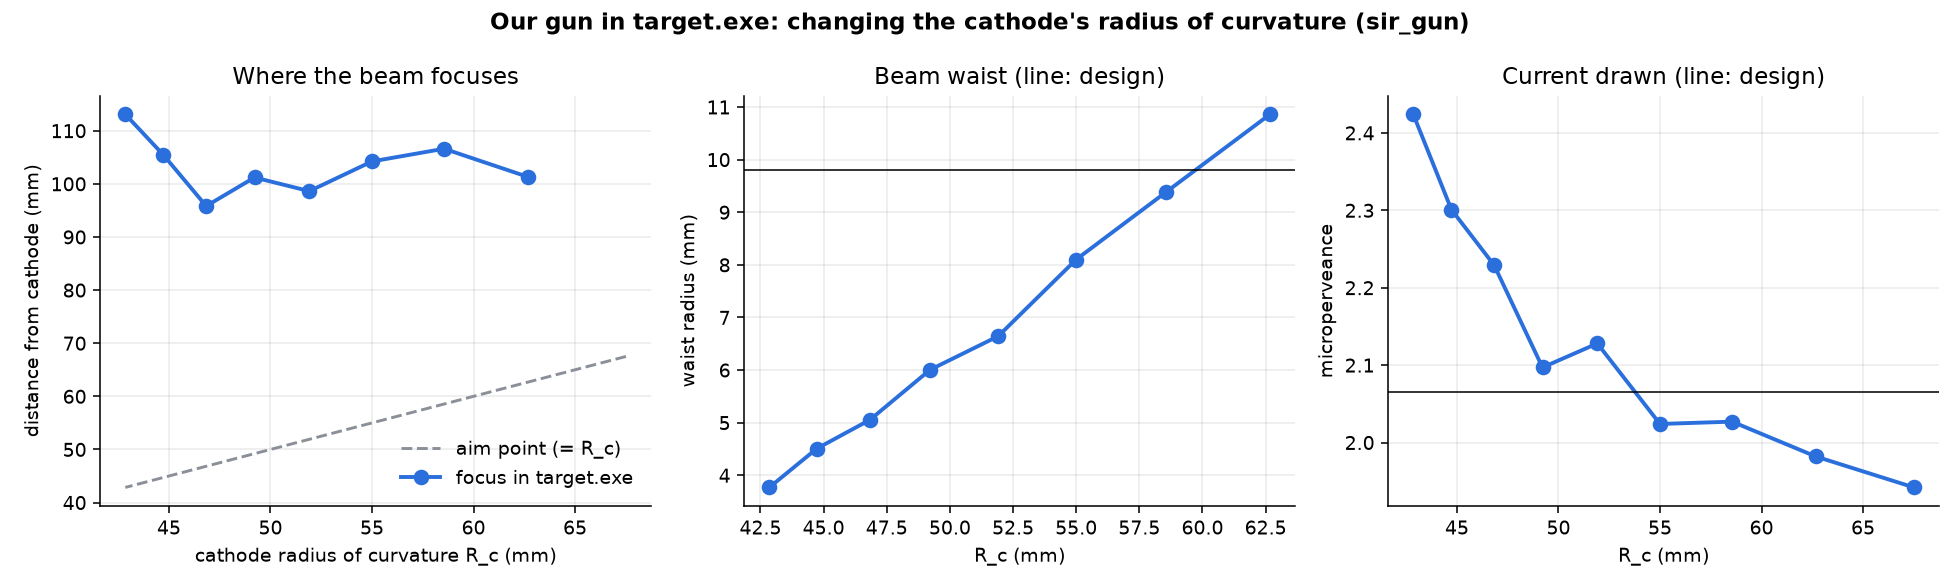 Our gun in target.exe: changing the cathode's radius of curvature (sir_gun)
Where the beam focuses
distance from cathode (mm)
110
100
90
80
70
60
50
40
aim point (= R_c)
focus in target.exe
45 50 55 60 65
cathode radius of curvature R_c (mm)
Beam waist (line: design)
waist radius (mm)
11
10
9
8
7
6
5
4
42.5 45.0 47.5 50.0 52.5 55.0 57.5 60.0 62.5
R_c (mm)
Current drawn (line: design)
microperveance
2.4
2.3
2.2
2.1
2.0
45 50 55 60 65
R_c (mm)